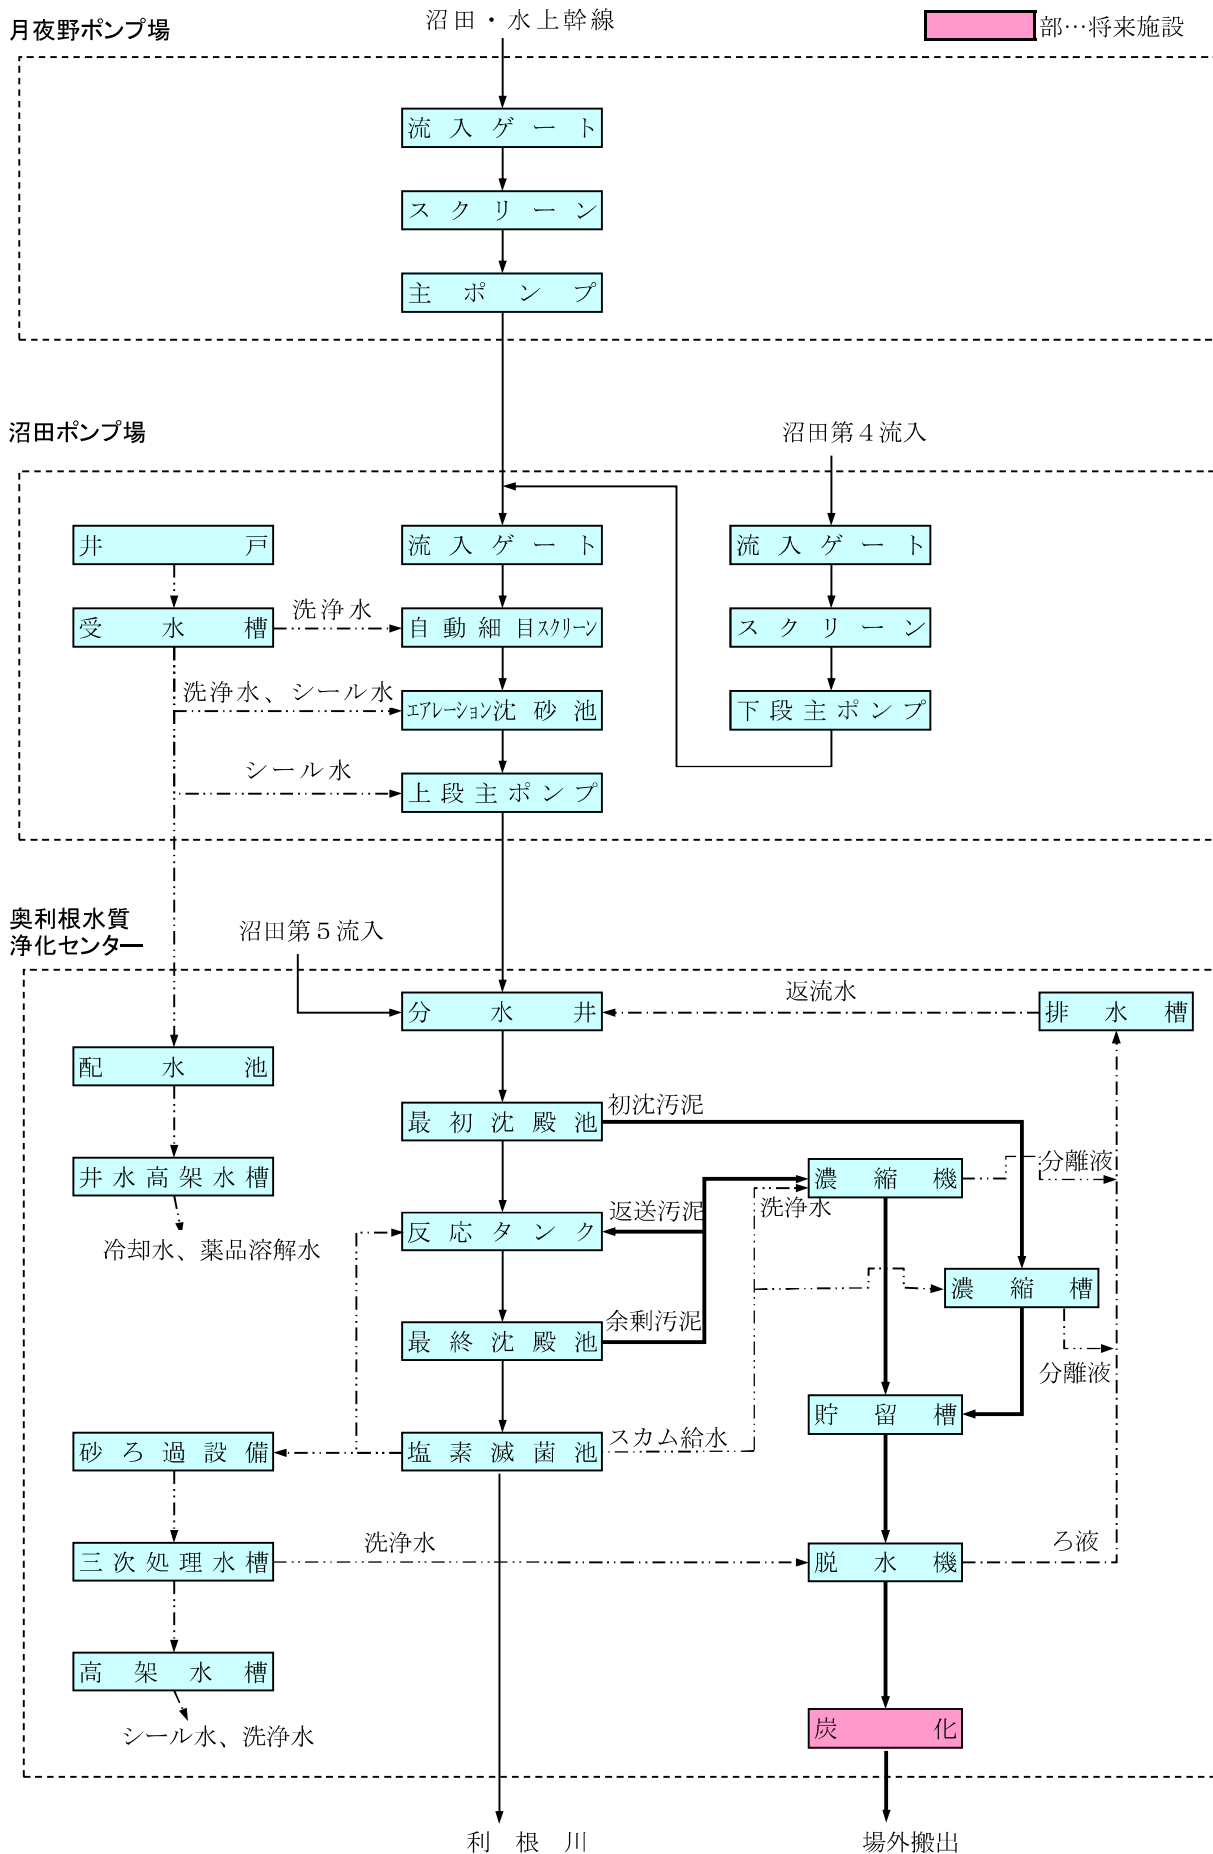 月夜野ポンプ場
沼田・水上幹線
部…将来施設
流入ゲート
スクリーン
主ポンプ
沼田ポンプ場
沼田第４流入
井戸
流入ゲート
流入ゲート
受水槽
洗浄水
自動細目ｽｸﾘｰﾝ
スクリーン
洗浄水、シール水
ｴｱﾚｰｼｮﾝ沈砂池
下段主ポンプ
シール水
上段主ポンプ
奥利根水質
浄化センター
沼田第５流入
分水井
返流水
排水槽
配水池
最初沈殿池
初沈汚泥
井水高架水槽
濃縮機
分離液
洗浄水
反応タンク
返送汚泥
冷却水、薬品溶解水
濃縮槽
最終沈殿池
余剰汚泥
分離液
貯留槽
砂ろ過設備
塩素滅菌池
スカム給水
三次処理水槽
洗浄水
脱水機
ろ液
高架水槽
シール水、洗浄水
炭化
利根川
場外搬出